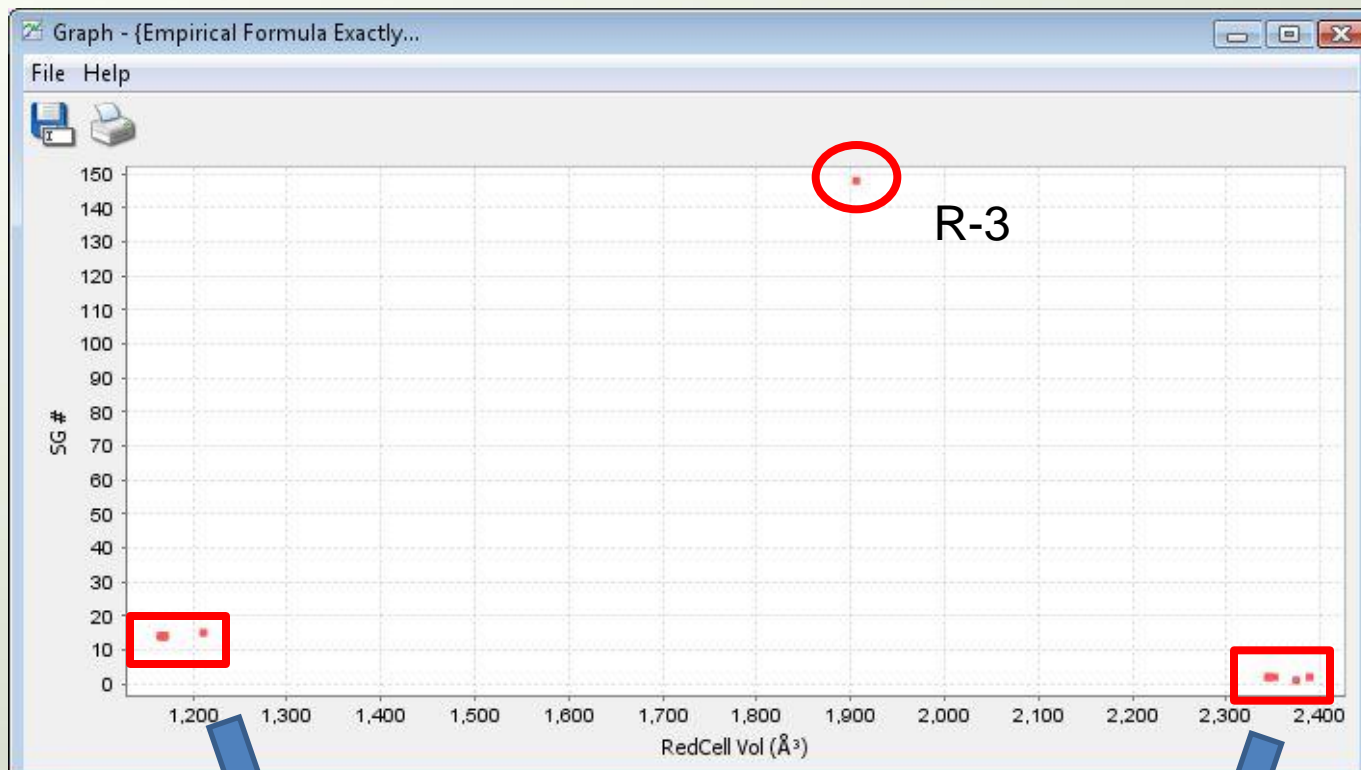 Graph - {Empirical Formula Exactly...
File Help
150
140
130
120
110
100
90
80
70
60
50
40
30
20
10
0
SG #
R-3
1,200 1,300 1,400 1,500 1,600 1,700 1,800 1,900 2,000 2,100 2,200 2,300 2,400
RedCell Vol (Å³)